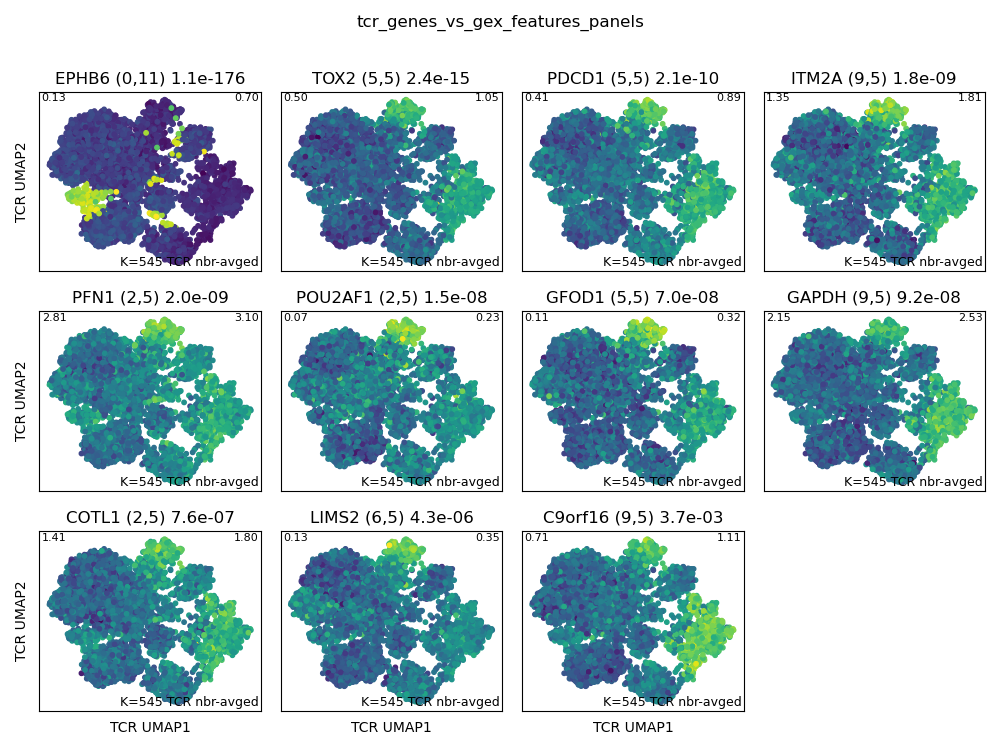 tcr_genes_vs_gex_features_panels
EPHB6 (0,11) 1.1e-176
0.13 0.70
TCR UMAP2
K=545 TCR nbr-avged
TOX2 (5,5) 2.4e-15
0.50 1.05
K=545 TCR nbr-avged
PDCD1 (5,5) 2.1e-10
0.41 0.89
K=545 TCR nbr-avged
ITM2A (9,5) 1.8e-09
1.35 1.81
K=545 TCR nbr-avged
PFN1 (2,5) 2.0e-09
2.81 3.10
TCR UMAP2
K=545 TCR nbr-avged
POU2AF1 (2,5) 1.5e-08
0.07 0.23
K=545 TCR nbr-avged
GFOD1 (5,5) 7.0e-08
0.11 0.32
K=545 TCR nbr-avged
GAPDH (9,5) 9.2e-08
2.15 2.53
K=545 TCR nbr-avged
COTL1 (2,5) 7.6e-07
1.41 1.80
TCR UMAP2
K=545 TCR nbr-avged
TCR UMAP1
LIMS2 (6,5) 4.3e-06
0.13 0.35
K=545 TCR nbr-avged
TCR UMAP1
C9orf16 (9,5) 3.7e-03
0.71 1.11
K=545 TCR nbr-avged
TCR UMAP1